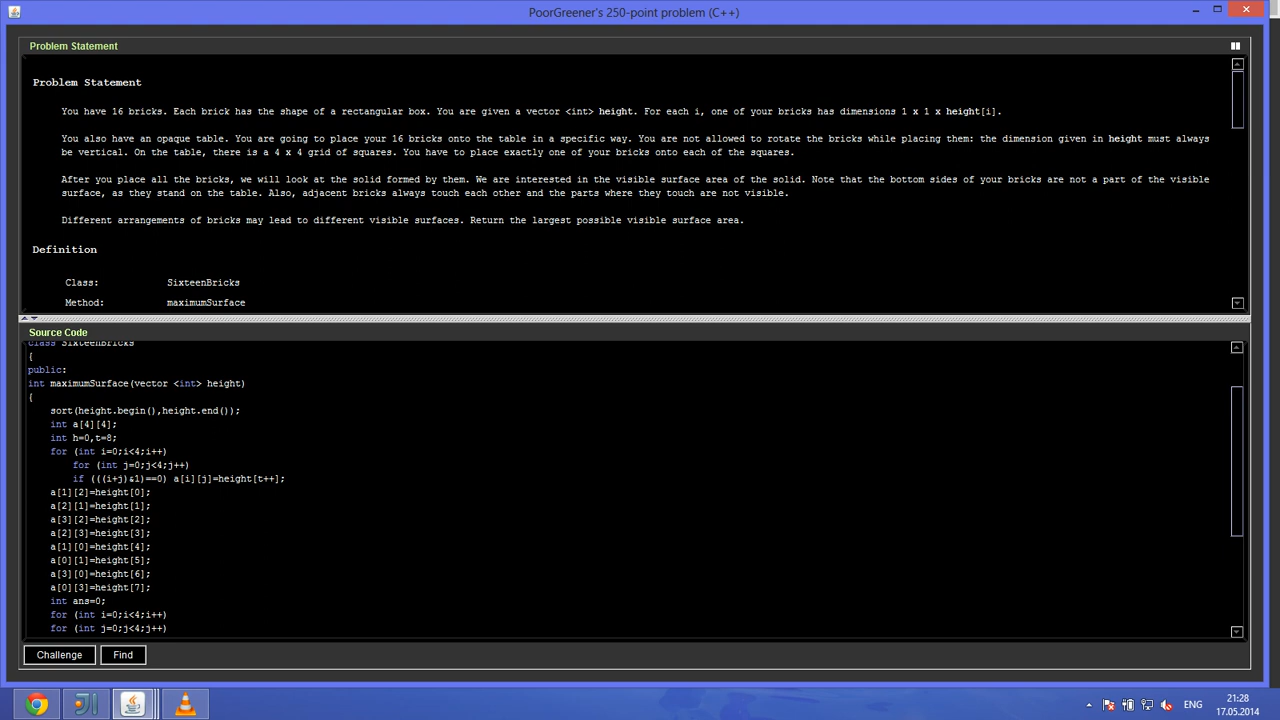 PoorGreener's 250-point problem (C++)
Problem Statement
Problem Statement
You have 16 bricks. Each brick has the shape of a rectangular box. You are given a vector <int> height. For each i, one of your bricks has dimensions 1 x 1 x height[i].
You also have an opaque table. You are going to place your 16 bricks onto the table in a specific way. You are not allowed to rotate the bricks while placing them: the dimension given in height must always
be vertical. On the table, there is a 4 x 4 grid of squares. You have to place exactly one of your bricks onto each of the squares.
After you place all the bricks, we will look at the solid formed by them. We are interested in the visible surface area of the solid. Note that the bottom sides of your bricks are not a part of the visible
surface, as they stand on the table. Also, adjacent bricks always touch each other and the parts where they touch are not visible.
Different arrangements of bricks may lead to different visible surfaces. Return the largest possible visible surface area.
Definition
Class: SixteenBricks
Method: maximumSurface
Source Code
class SixteenBricks
{
public:
int maximumSurface(vector <int> height)
{
sort(height.begin(),height.end());
int a[4][4];
int h=0,t=8;
for (int i=0;i<4;i++)
for (int j=0;j<4;j++)
if (((i+j)&1)==0) a[i][j]=height[t++];
a[1][2]=height[0];
a[2][1]=height[1];
a[3][2]=height[2];
a[2][3]=height[3];
a[1][0]=height[4];
a[0][1]=height[5];
a[3][0]=height[6];
a[0][3]=height[7];
int ans=0;
for (int i=0;i<4;i++)
for (int j=0;j<4;j++)
Challenge
Find
ENG
21:28
17.05.2014